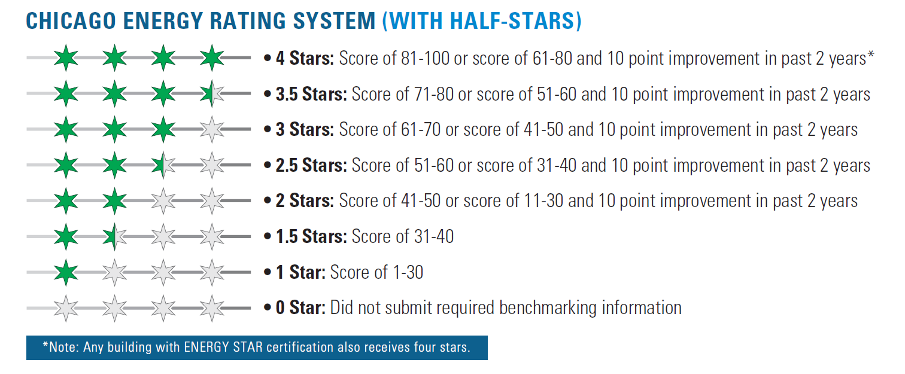 CHICAGO ENERGY RATING SYSTEM (WITH HALF-STARS)
• 4 Stars: Score of 81-100 or score of 61-80 and 10 point improvement in past 2 years*
• 3.5 Stars: Score of 71-80 or score of 51-60 and 10 point improvement in past 2 years
• 3 Stars: Score of 61-70 or score of 41-50 and 10 point improvement in past 2 years
• 2.5 Stars: Score of 51-60 or score of 31-40 and 10 point improvement in past 2 years
• 2 Stars: Score of 41-50 or score of 11-30 and 10 point improvement in past 2 years
• 1.5 Stars: Score of 31-40
• 1 Star: Score of 1-30
• 0 Star: Did not submit required benchmarking information
*Note: Any building with ENERGY STAR certification also receives four stars.